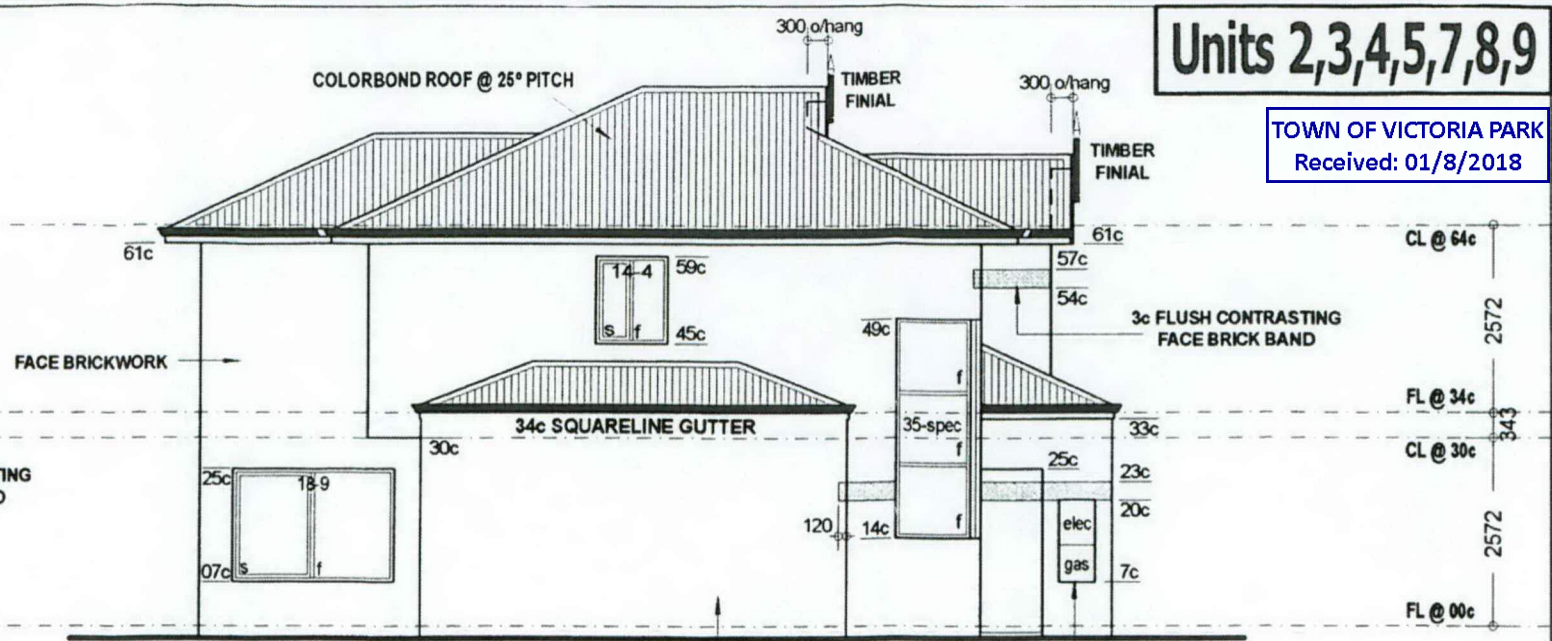 300 o/hang
Units 2,3,4,5,7,8,9
COLORBOND ROOF @ 25° PITCH
TIMBER
FINIAL
300 o/hang
TOWN OF VICTORIA PARK
Received: 01/8/2018
TIMBER
FINIAL
61c
61c
CL @ 64c
14-4
59c
57c
54c
s
f
45c
49c
3c FLUSH CONTRASTING
FACE BRICK BAND
2572
FACE BRICKWORK
f
FL @ 34c
34c SQUARELINE GUTTER
35-spec
33c
343
30c
f
CL @ 30c
25c
TING
25c
18-9
23c
20c
120
14c
f
elec
2572
07c
s
f
gas
7c
FL @ 00c